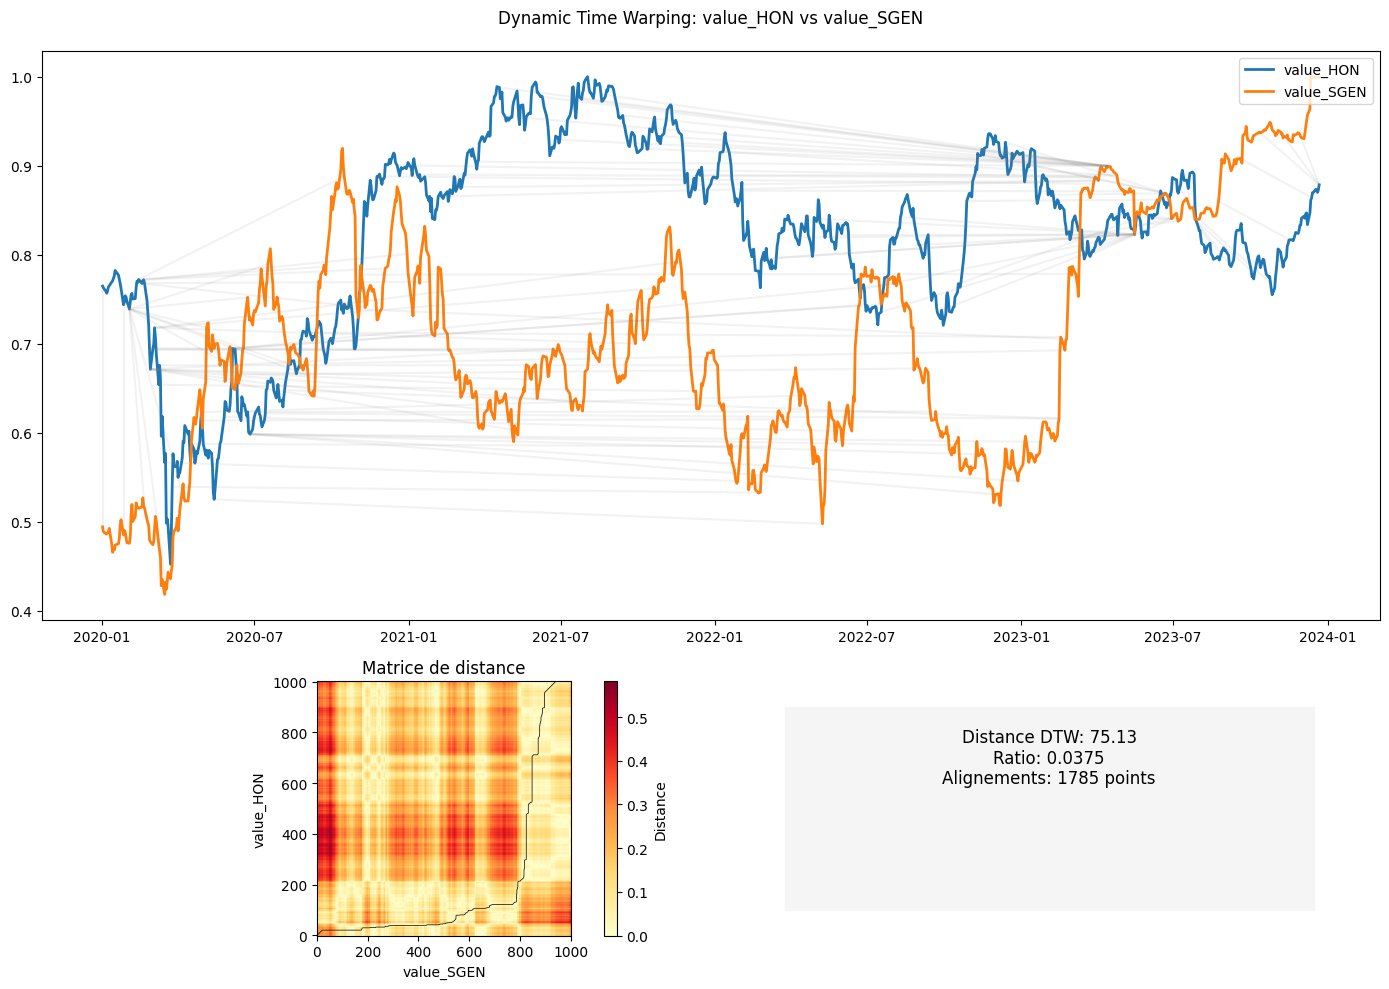 Dynamic Time Warping: value_HON vs value_SGEN
value_HON
value_SGEN
1.0
0.9
0.8
0.7
0.6
0.5
0.4
2020-01 2020-07 2021-01 2021-07 2022-01 2022-07 2023-01 2023-07 2024-01
Matrice de distance
value_HON
1000
800
600
400
200
0
0 200 400 600 800 1000
value_SGEN
0.5
0.4
0.3
0.2
0.1
0.0
Distance
Distance DTW: 75.13
Ratio: 0.0375
Alignements: 1785 points